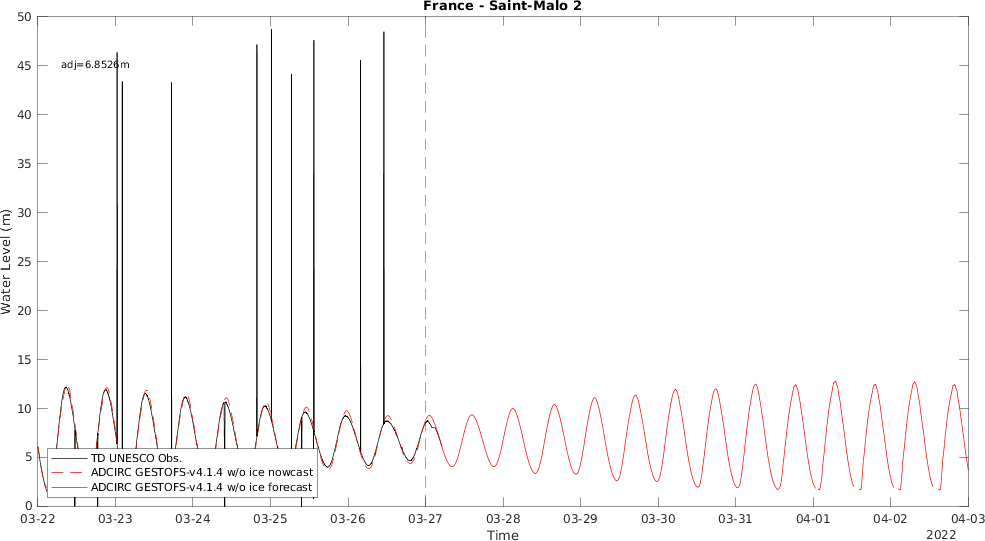 France - Saint-Malo 2
adj=6.8526m
Water Level (m)
50
45
40
35
30
25
20
15
10
5
0
TD UNESCO Obs.
ADCIRC GESTOFS-v4.1.4 w/o ice nowcast
ADCIRC GESTOFS-v4.1.4 w/o ice forecast
03-22 03-23 03-24 03-25 03-26 03-27 03-28 03-29 03-30 03-31 04-01 04-02 04-03
Time
2022